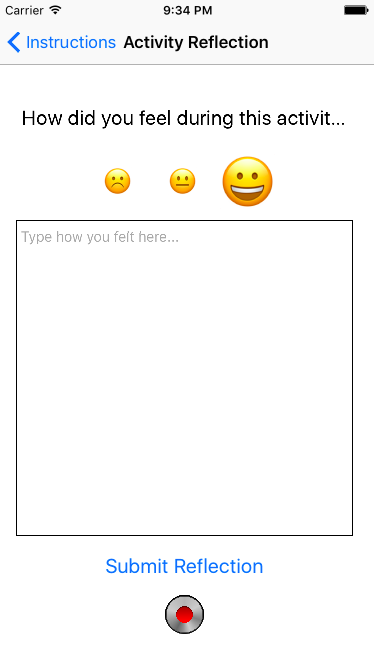 Carrier 9:34 PM
Instructions Activity Reflection
How did you feel during this activit...
Type how you felt here...
Submit Reflection